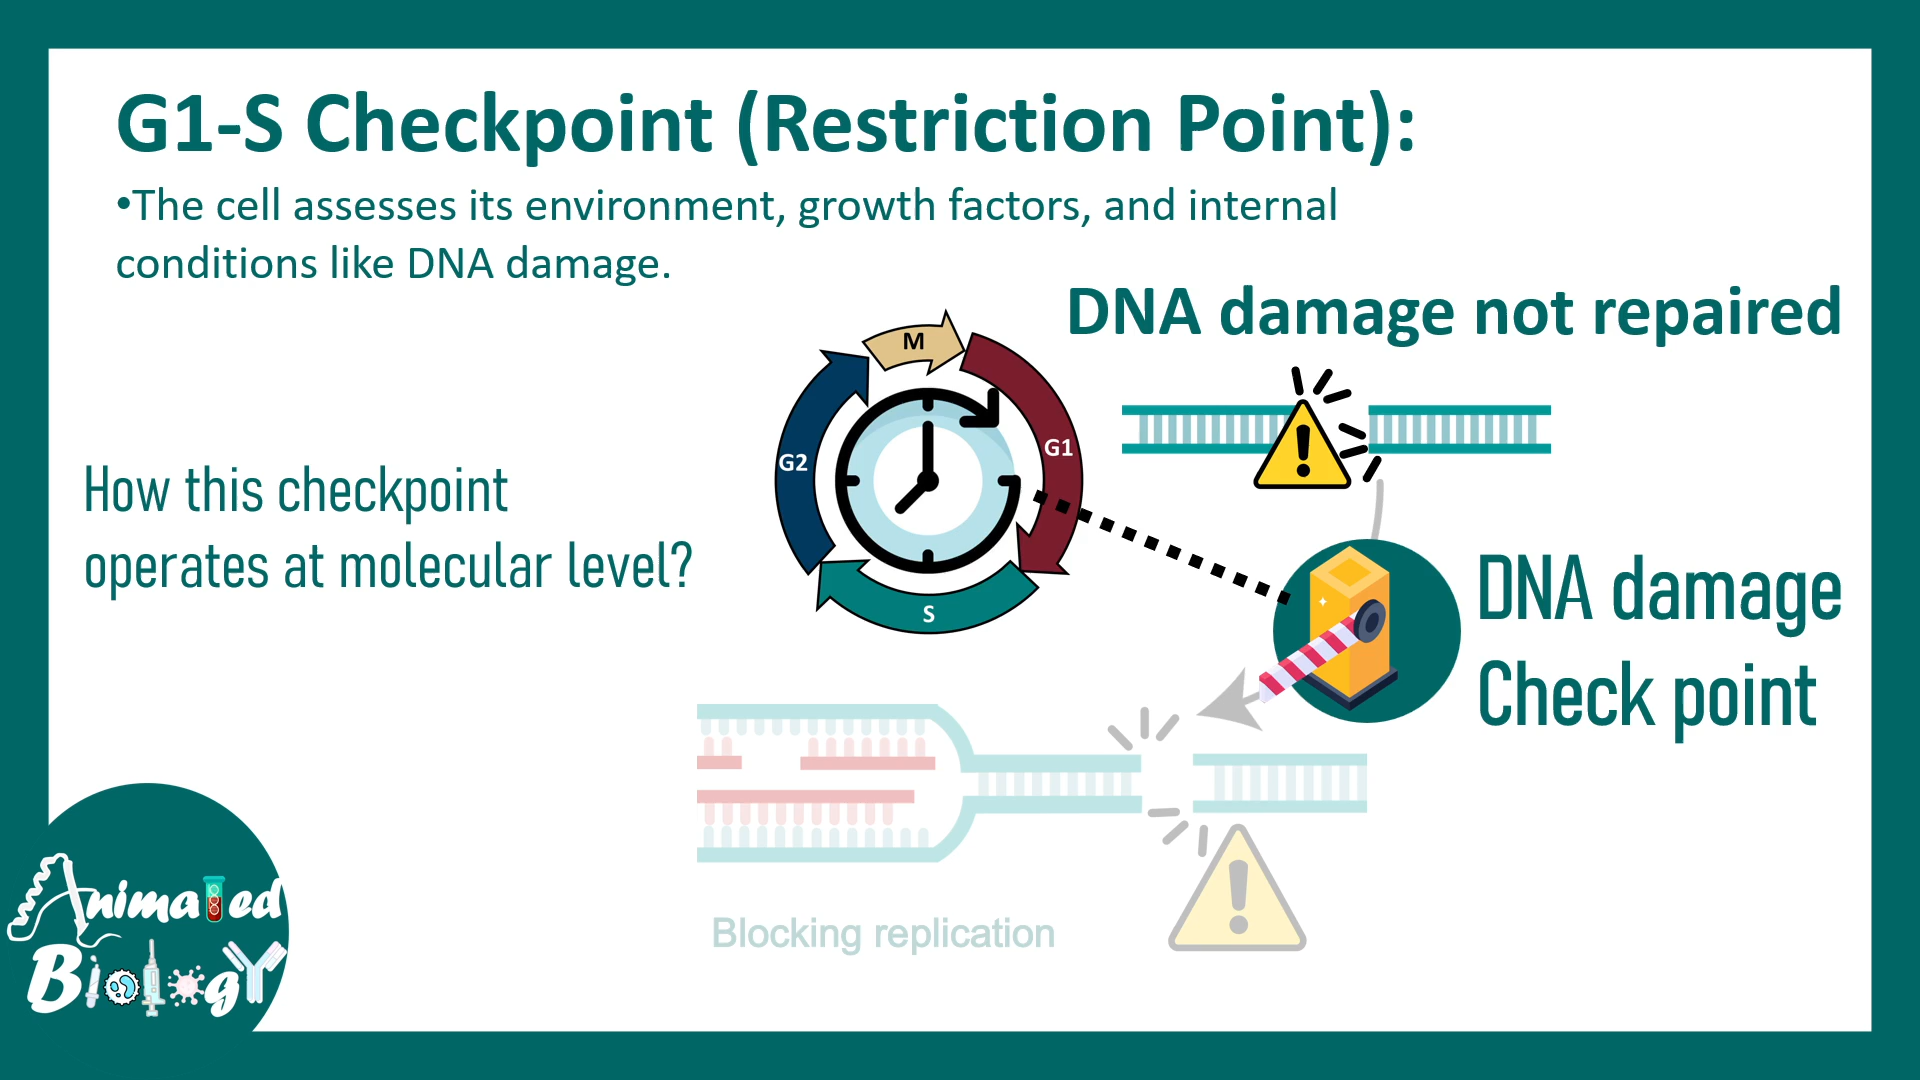 G1-S Checkpoint (Restriction Point):
•The cell assesses its environment, growth factors, and internal
conditions like DNA damage.
DNA damage not repaired
M
G1
G2
S
How this checkpoint
operates at molecular level?
DNA damage
Check point
Blocking replication
Animated
Biology